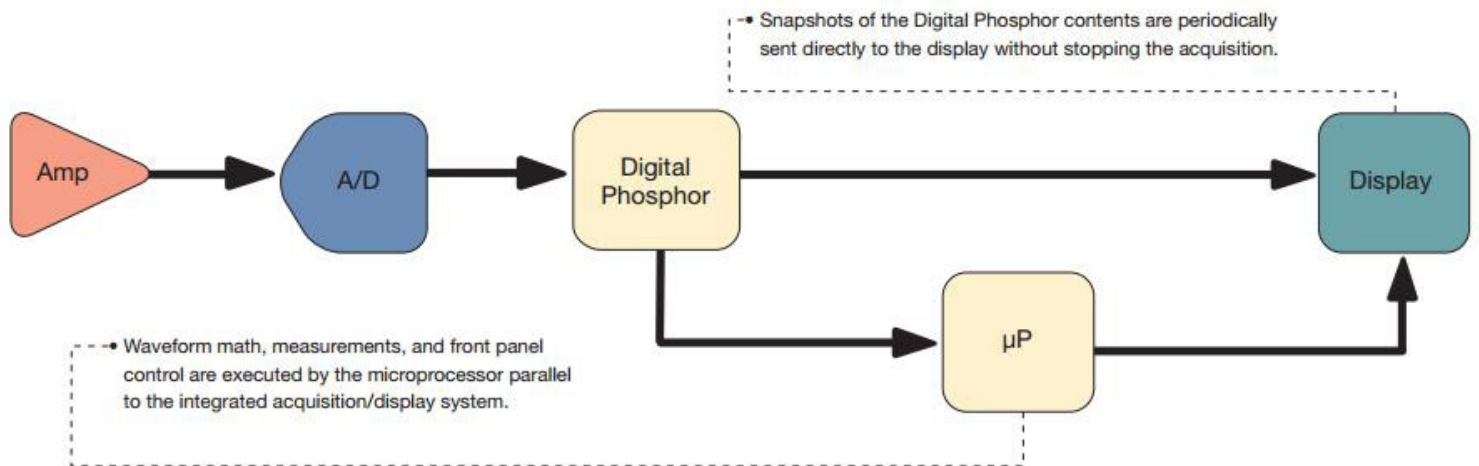 Snapshots of the Digital Phosphor contents are periodically
sent directly to the display without stopping the acquisition.
Amp
A/D
Digital
Phosphor
Display
µP
Waveform math, measurements, and front panel
control are executed by the microprocessor parallel
to the integrated acquisition/display system.